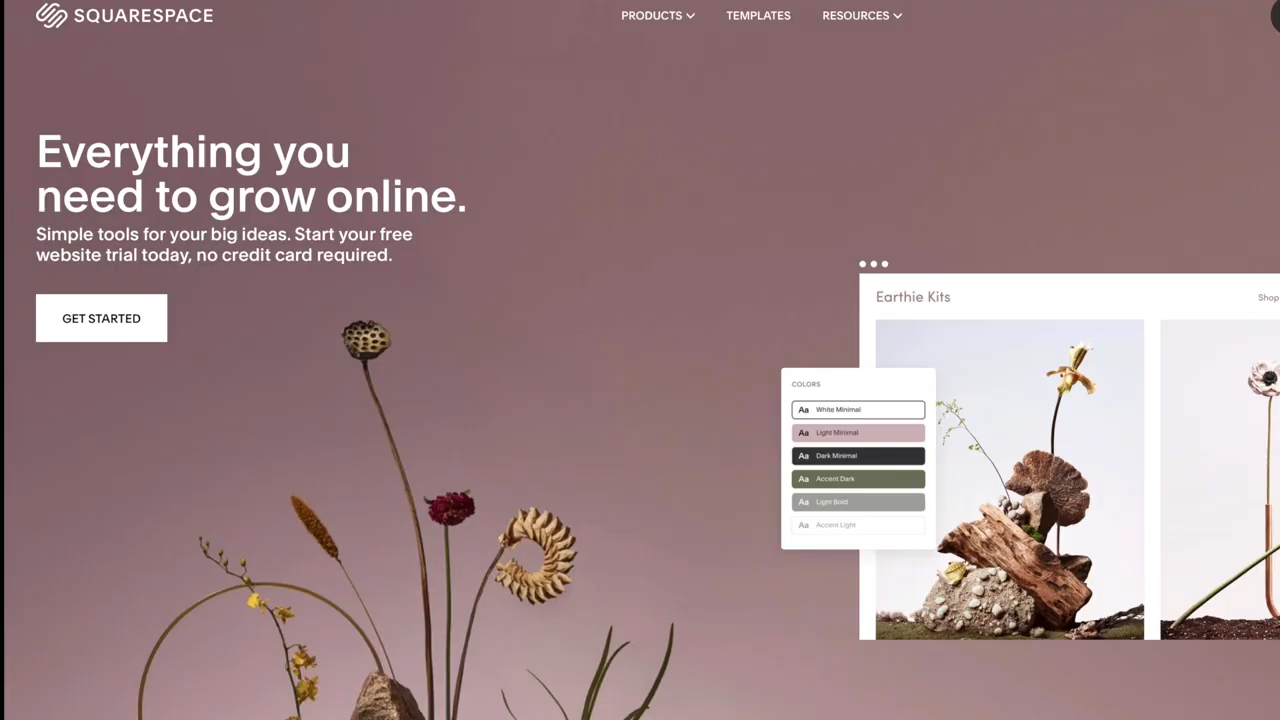 SQUARESPACE
PRODUCTS
TEMPLATES
RESOURCES
Everything you
need to grow online.
Simple tools for your big ideas. Start your free
website trial today, no credit card required.
GET STARTED
Earthie Kits
Shop
COLORS
Aa White Minimal
Aa Light Minimal
Aa Dark Minimal
Aa Accent Dark
Aa Light Bold
Aa Accent Light